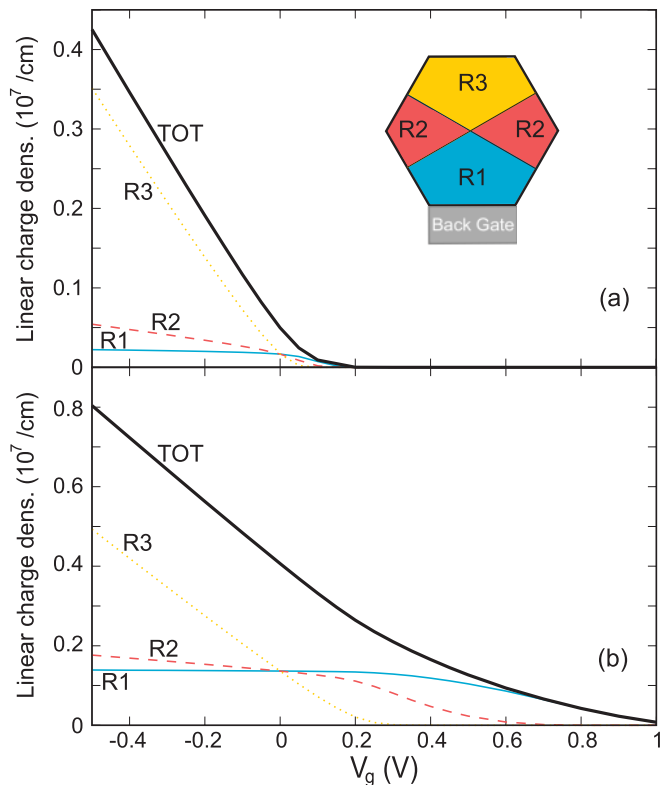 Linear charge dens. (10^7 /cm)
0.4
0.3
0.2
0.1
0
TOT
R3
R2
R1
R3
R2
R2
R1
Back Gate
(a)
Linear charge dens. (10^7 /cm)
0.8
0.6
0.4
0.2
0
TOT
R3
R2
R1
(b)
-0.4
-0.2
0
0.2
0.4
0.6
0.8
1
V_g (V)